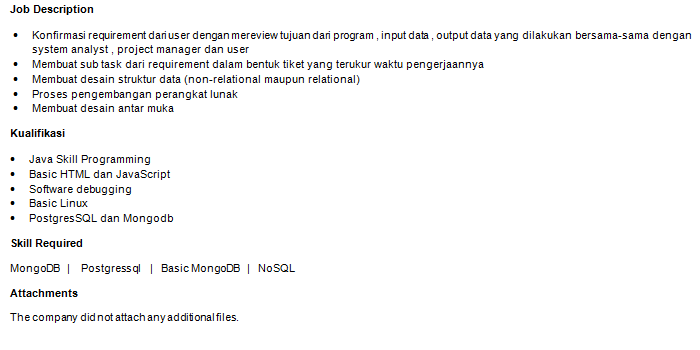 Job Description
• Konfirmasi requirement dari user dengan mereview tujuan dari program , input data , output data yang dilakukan bersama-sama dengan
system analyst , project manager dan user
• Membuat sub task dari requirement dalam bentuk tiket yang terukur waktu pengerjaannya
• Membuat desain struktur data (non-relational maupun relational)
• Proses pengembangan perangkat lunak
• Membuat desain antar muka
Kualifikasi
• Java Skill Programming
• Basic HTML dan JavaScript
• Software debugging
• Basic Linux
• PostgresSQL dan Mongodb
Skill Required
MongoDB | Postgressql | Basic MongoDB | NoSQL
Attachments
The company did not attach any additional files.